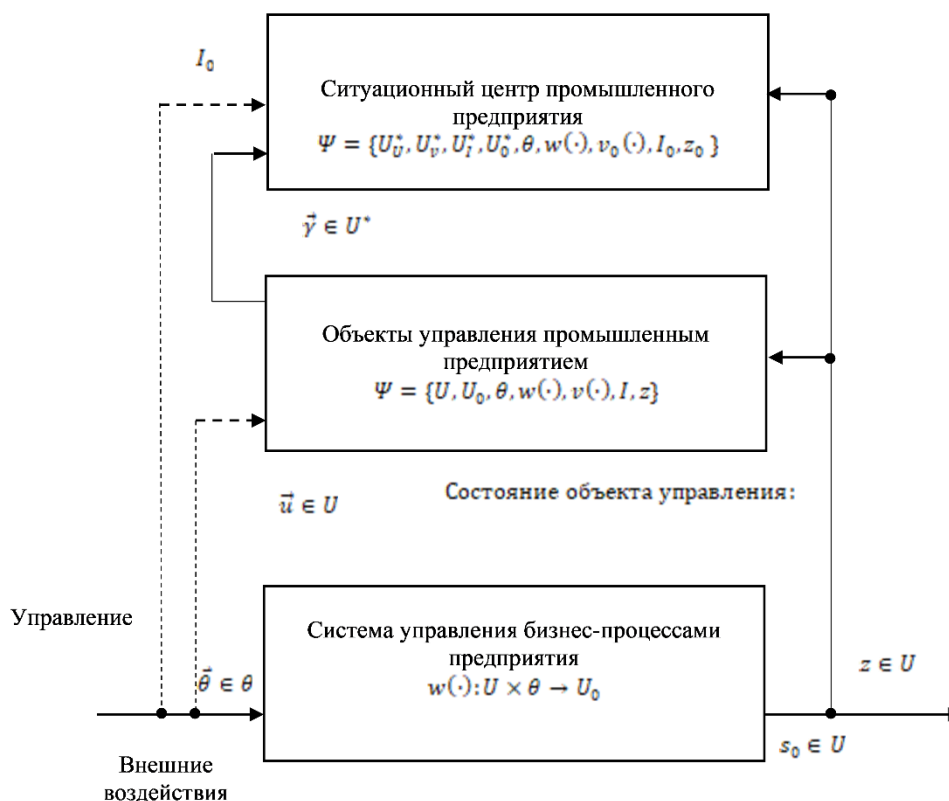 I₀
Ситуационный центр промышленного
предприятия
Ψ = {U*_U, U*_v, U*_I, U*_0, θ, w(·), v₀(·), I₀, z₀ }
γ⃗ ∈ U*
Объекты управления промышленным
предприятием
Ψ = {U, U₀, θ, w(·), v(·), I, z}
u⃗ ∈ U
Состояние объекта управления:
Управление
Система управления бизнес-процессами
предприятия
w(·): U × θ → U₀
θ⃗ ∈ θ
z ∈ U
s₀ ∈ U
Внешние
воздействия